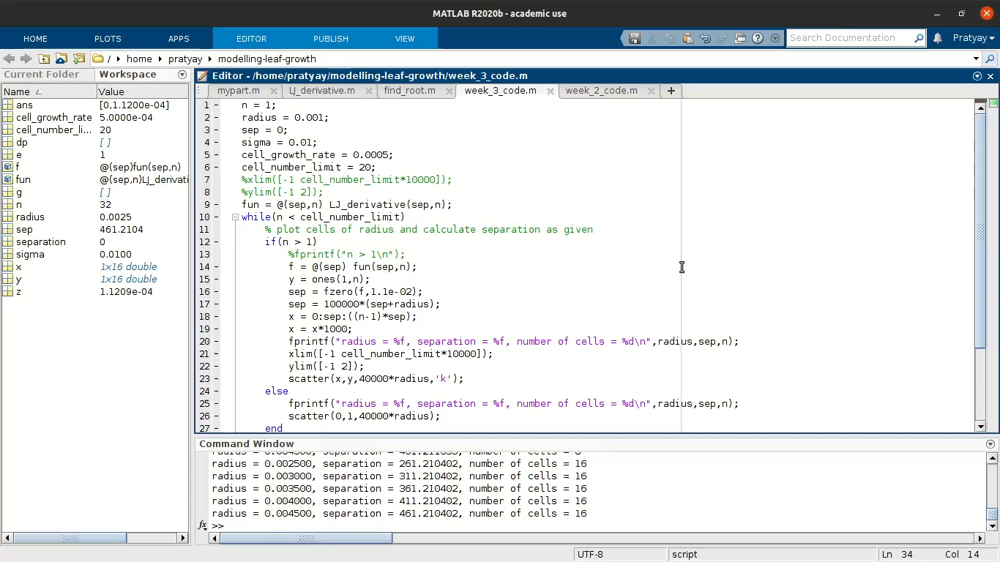 MATLAB R2020b - academic use
HOME PLOTS APPS EDITOR PUBLISH VIEW Search Documentation Pratyay
/ home pratyay modelling-leaf-growth
Current Folder Workspace
Name Value
ans [0,1.1200e-04]
cell_growth_rate 5.0000e-04
cell_number_li... 20
dp [ ]
e 1
f @(sep)fun(sep,n)
fun @(sep,n)LJ_derivati
g [ ]
n 32
radius 0.0025
sep 461.2104
separation 0
sigma 0.0100
x 1x16 double
y 1x16 double
z 1.1209e-04
Editor - /home/pratyay/modelling-leaf-growth/week_3_code.m
mypart.m LJ_derivative.m find_root.m week_3_code.m week_2_code.m +
1 - n = 1;
2 - radius = 0.001;
3 - sep = 0;
4 - sigma = 0.01;
5 - cell_growth_rate = 0.0005;
6 - cell_number_limit = 20;
7 %xlim([-1 cell_number_limit*10000]);
8 %ylim([-1 2]);
9 - fun = @(sep,n) LJ_derivative(sep,n);
10 - while(n < cell_number_limit)
11 % plot cells of radius and calculate separation as given
12 - if(n > 1)
13 %fprintf("n > 1\n");
14 - f = @(sep) fun(sep,n);
15 - y = ones(1,n);
16 - sep = fzero(f,1.1e-02);
17 - sep = 100000*(sep+radius);
18 - x = 0:sep:((n-1)*sep);
19 - x = x*1000;
20 - fprintf("radius = %f, separation = %f, number of cells = %d\n",radius,sep,n);
21 - xlim([-1 cell_number_limit*10000]);
22 - ylim([-1 2]);
23 - scatter(x,y,40000*radius,'k');
24 - else
25 - fprintf("radius = %f, separation = %f, number of cells = %d\n",radius,sep,n);
26 - scatter(0,1,40000*radius);
27 - end
Command Window
radius = 0.002500, separation = 261.210402, number of cells = 16
radius = 0.003000, separation = 311.210402, number of cells = 16
radius = 0.003500, separation = 361.210402, number of cells = 16
radius = 0.004000, separation = 411.210402, number of cells = 16
radius = 0.004500, separation = 461.210402, number of cells = 16
fx >>
UTF-8 script Ln 34 Col 14